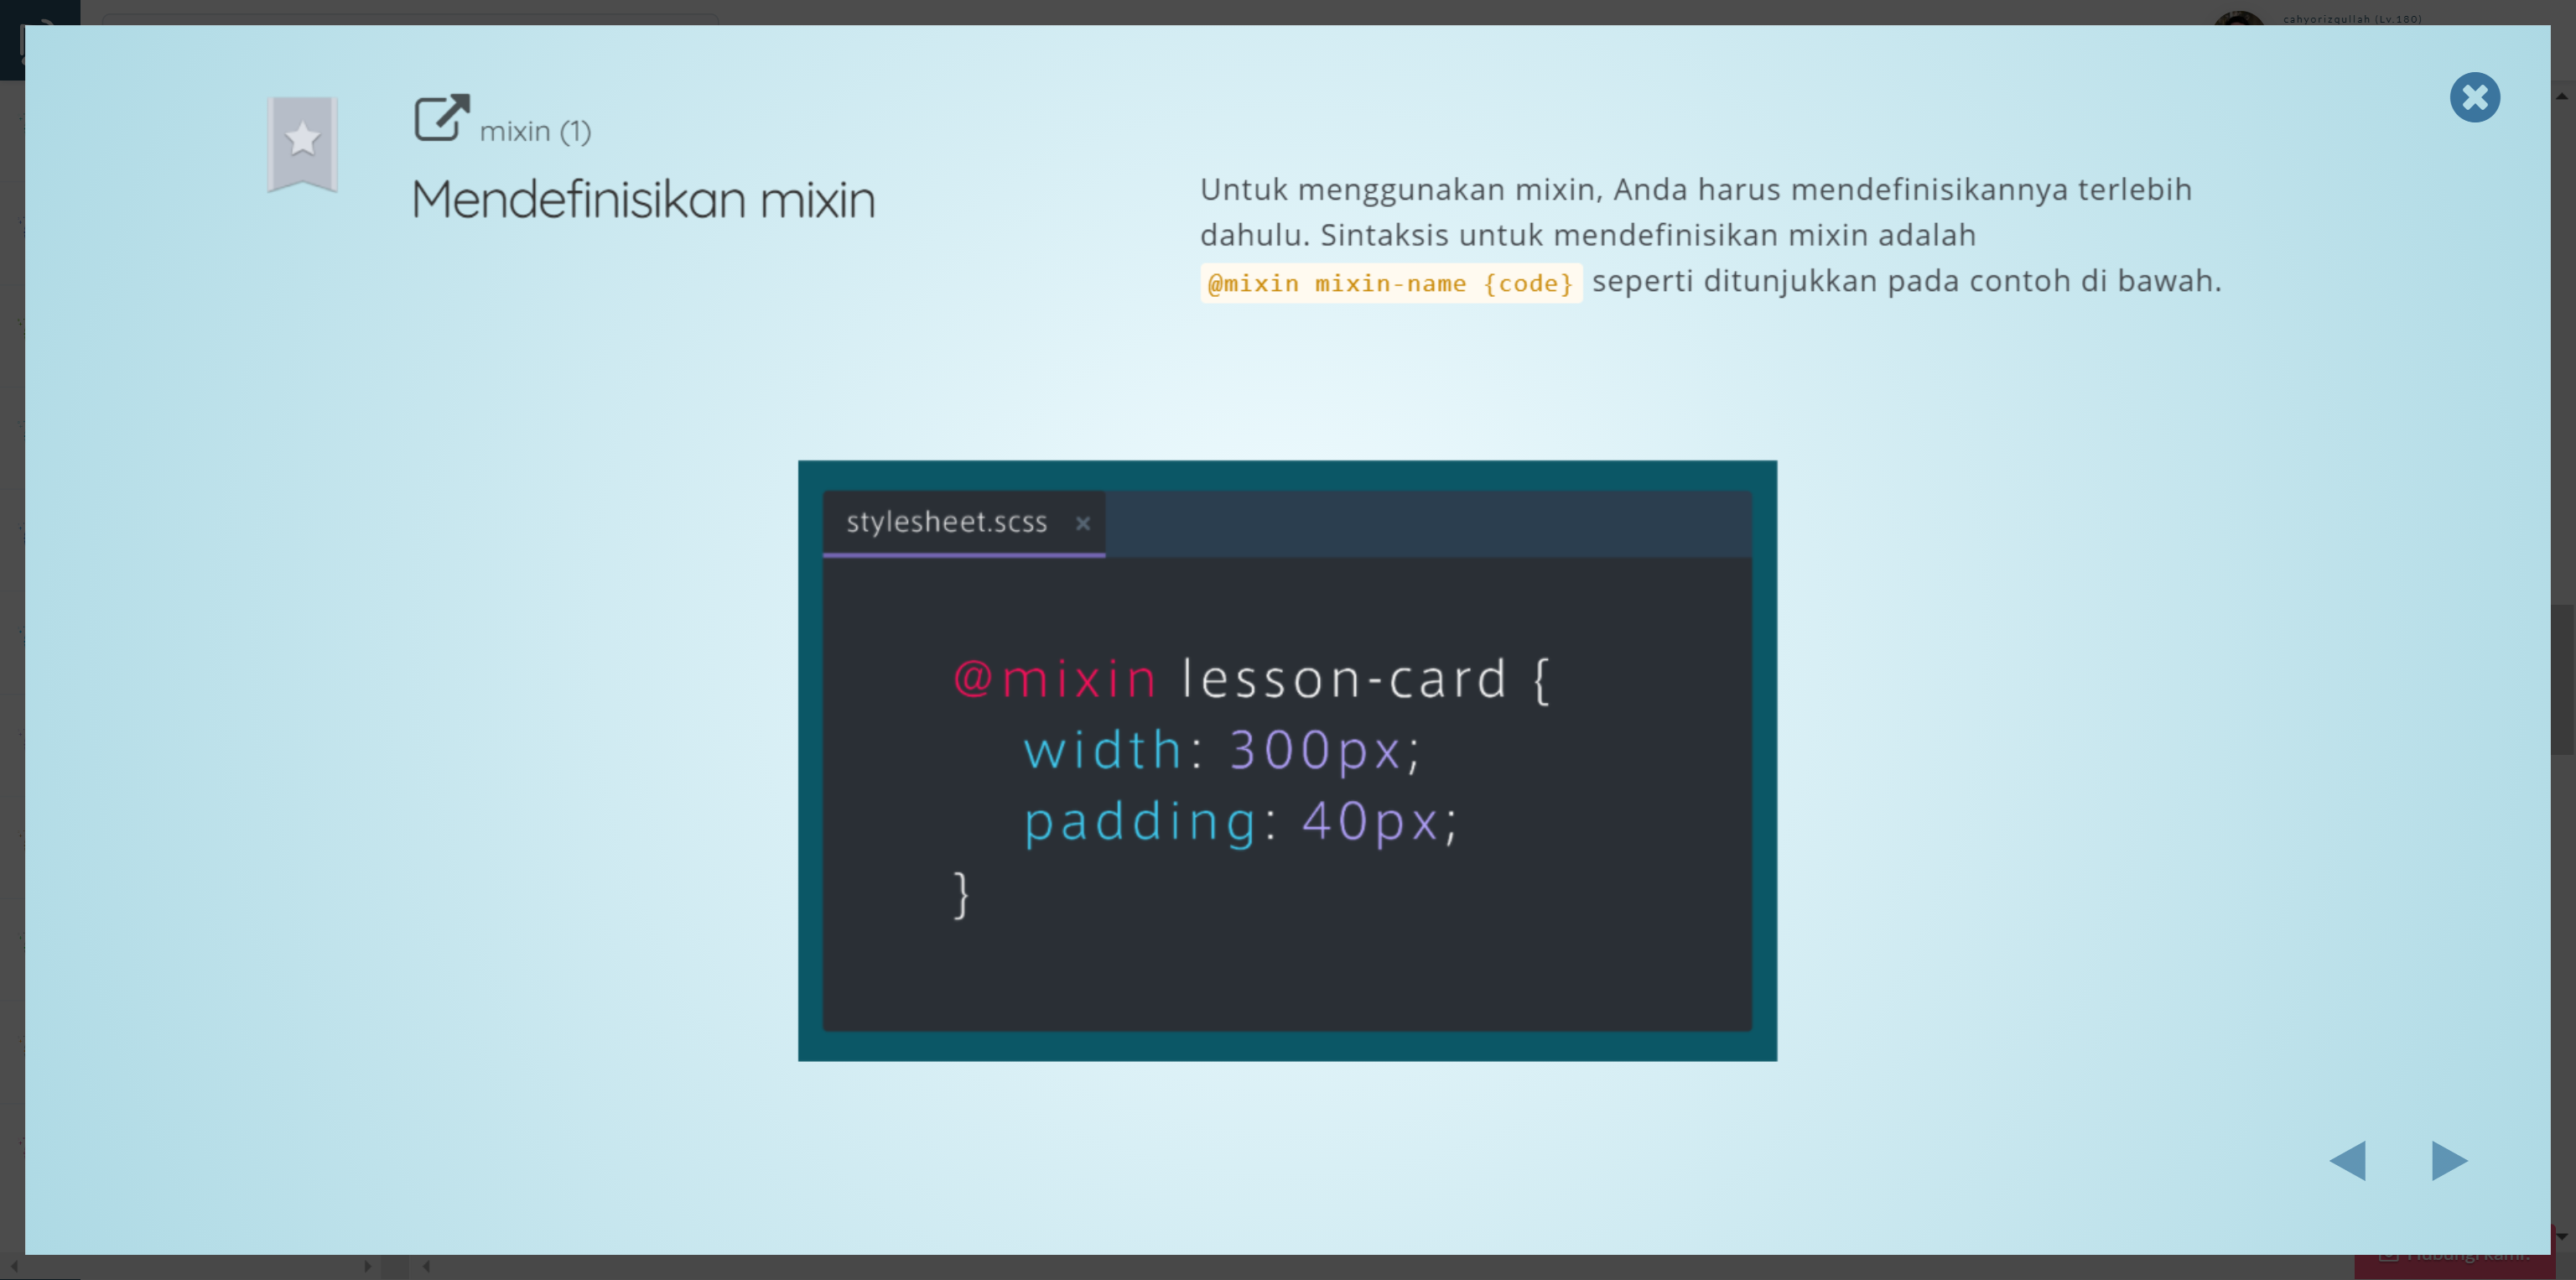 cahyorizqullah (Lv.180)
mixin (1)
Mendefinisikan mixin
Untuk menggunakan mixin, Anda harus mendefinisikannya terlebih
dahulu. Sintaksis untuk mendefinisikan mixin adalah
@mixin mixin-name {code} seperti ditunjukkan pada contoh di bawah.
stylesheet.scss ×
@mixin lesson-card {
width: 300px;
padding: 40px;
}
Hubungi kami.